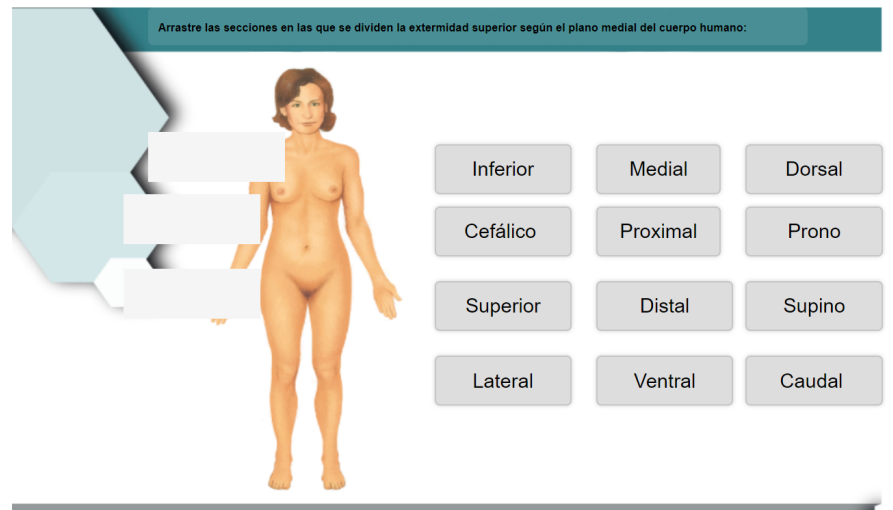 Arrastre las secciones en las que se dividen la extermidad superior según el plano medial del cuerpo humano:
Inferior
Medial
Dorsal
Cefálico
Proximal
Prono
Superior
Distal
Supino
Lateral
Ventral
Caudal